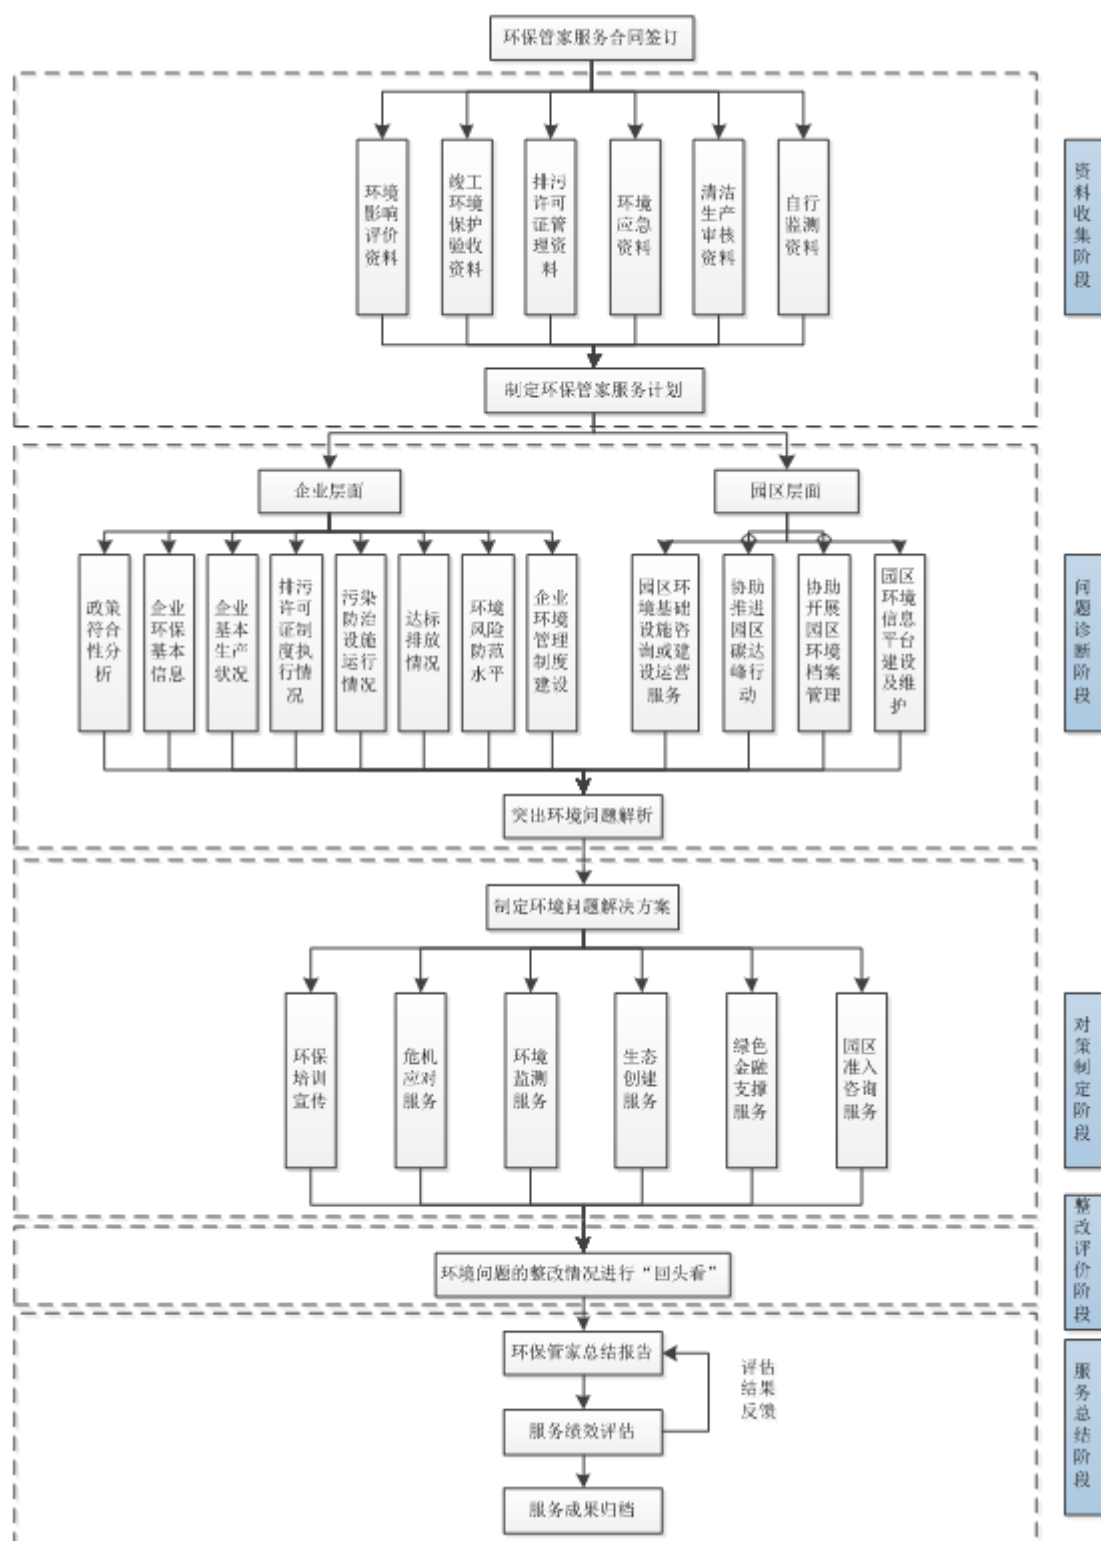 环保管家服务合同签订
环境
影响
评价
资料
竣工
环境
保护
验收
资料
排污
许可
证管
理资
料
环境
应急
资料
清洁
生产
审核
资料
自行
监测
资料
资
料
收
集
阶
段
制定环保管家服务计划
企业层面
园区层面
政策
符合
性分
析
企业
环保
基本
信息
企业
基本
生产
状况
排污
许可
证制
度执
行情
况
污染
防治
设施
运行
情况
达标
排放
情况
环境
风险
防范
水平
企业
环境
管理
制度
建设
园区环
境基础
设施咨
询或建
设运营
服务
协助
推进
园区
碳达
峰行
动
协助
开展
园区
环境
档案
管理
园区
环境
信息
平台
建设
及维
护
问
题
诊
断
阶
段
突出环境问题解析
制定环境问题解决方案
环保
培训
宣传
危机
应对
服务
环境
监测
服务
生态
创建
服务
绿色
金融
支撑
服务
园区
准入
咨询
服务
对
策
制
定
阶
段
环境问题的整改情况进行“回头看”
整
改
评
价
阶
段
环保管家总结报告
评估
结果
反馈
服务绩效评估
服务成果归档
服
务
总
结
阶
段